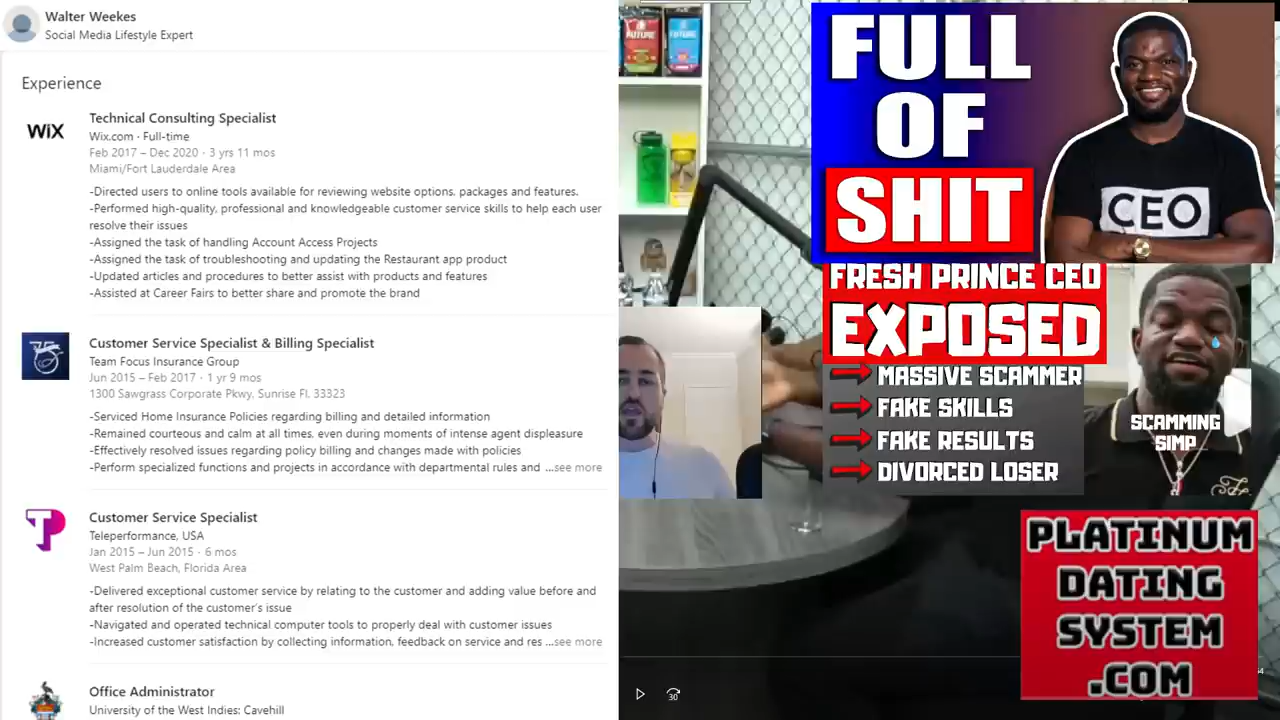 Walter Weekes
Social Media Lifestyle Expert
Experience
WiX
Technical Consulting Specialist
Wix.com · Full-time
Feb 2017 – Dec 2020 · 3 yrs 11 mos
Miami/Fort Lauderdale Area
-Directed users to online tools available for reviewing website options, packages and features.
-Performed high-quality, professional and knowledgeable customer service skills to help each user
resolve their issues
-Assigned the task of handling Account Access Projects
-Assigned the task of troubleshooting and updating the Restaurant app product
-Updated articles and procedures to better assist with products and features
-Assisted at Career Fairs to better share and promote the brand
Customer Service Specialist & Billing Specialist
Team Focus Insurance Group
Jun 2015 – Feb 2017 · 1 yr 9 mos
1300 Sawgrass Corporate Pkwy, Sunrise Fl, 33323
-Serviced Home Insurance Policies regarding billing and detailed information
-Remained courteous and calm at all times, even during moments of intense agent displeasure
-Effectively resolved issues regarding policy billing and changes made with policies
-Perform specialized functions and projects in accordance with departmental rules and ...see more
Customer Service Specialist
Teleperformance, USA
Jan 2015 – Jun 2015 · 6 mos
West Palm Beach, Florida Area
-Delivered exceptional customer service by relating to the customer and adding value before and
after resolution of the customer's issue
-Navigated and operated technical computer tools to properly deal with customer issues
-Increased customer satisfaction by collecting information, feedback on service and res ...see more
Office Administrator
University of the West Indies: Cavehill
FUTURE
FUTURE
FULL
OF
SHIT
CEO
FRESH PRINCE CEO
EXPOSED
MASSIVE SCAMMER
FAKE SKILLS
FAKE RESULTS
DIVORCED LOSER
SCAMMING
SIMP
PLATINUM
DATING
SYSTEM
.COM
30